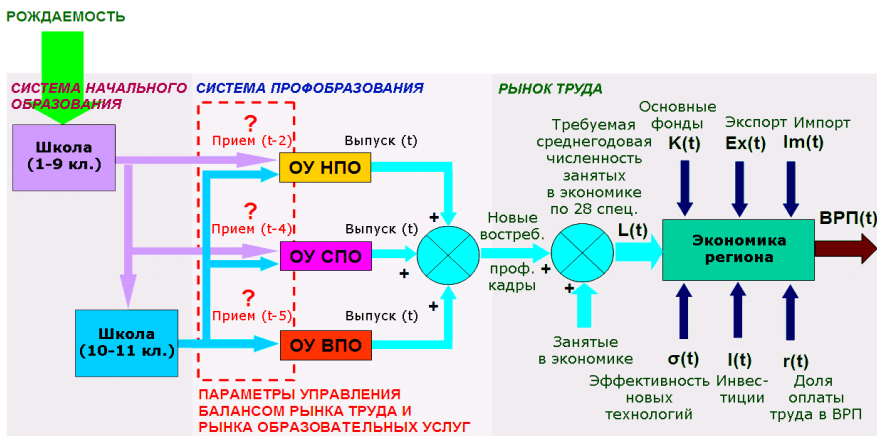 РОЖДАЕМОСТЬ
СИСТЕМА НАЧАЛЬНОГО
ОБРАЗОВАНИЯ
СИСТЕМА ПРОФОБРАЗОВАНИЯ
РЫНОК ТРУДА
Школа
(1-9 кл.)
?
Прием (t-2)
Выпуск (t)
ОУ НПО
?
Прием (t-4)
Выпуск (t)
ОУ СПО
?
Прием (t-5)
Выпуск (t)
ОУ ВПО
Школа
(10-11 кл.)
ПАРАМЕТРЫ УПРАВЛЕНИЯ
БАЛАНСОМ РЫНКА ТРУДА И
РЫНКА ОБРАЗОВАТЕЛЬНЫХ УСЛУГ
+
+
+
Новые
востреб.
проф.
кадры
Требуемая
среднегодовая
численность
занятых
в экономике
по 28 спец.
+
+
Занятые
в экономике
L(t)
Основные
фонды
K(t)
Экспорт
Ex(t)
Импорт
Im(t)
Экономика
региона
ВРП(t)
σ(t)
Эффективность
новых
технологий
I(t)
Инвес-
тиции
r(t)
Доля
оплаты
труда в ВРП